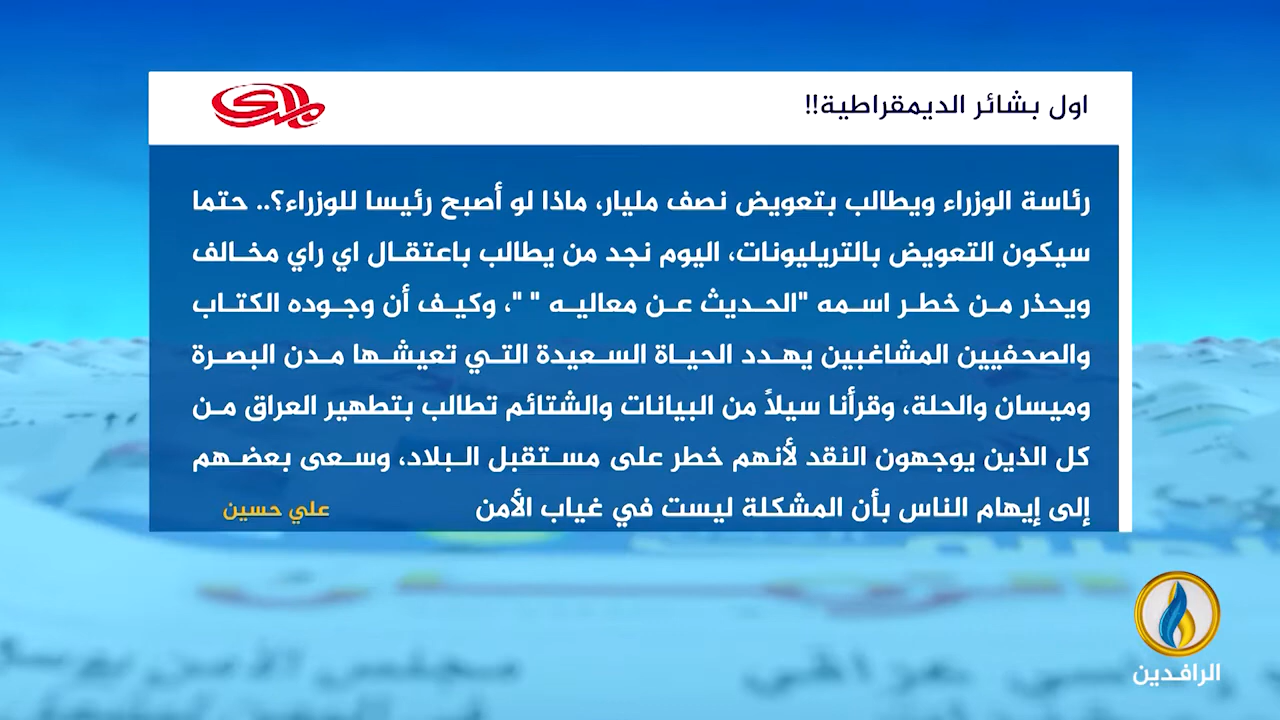 اول بشائر الديمقراطية!!
المدى
رئاسة الوزراء ويطالب بتعويض نصف مليار، ماذا لو أصبح رئيسا للوزراء؟.. حتما
سيكون التعويض بالتريليونات، اليوم نجد من يطالب باعتقال اي راي مخالف
ويحذر من خطر اسمه "الحديث عن معاليه " "، وكيف أن وجوده الكتاب
والصحفيين المشاغبين يهدد الحياة السعيدة التي تعيشها مدن البصرة
وميسان والحلة، وقرأنا سيلاً من البيانات والشتائم تطالب بتطهير العراق من
كل الذين يوجهون النقد لأنهم خطر على مستقبل البلاد، وسعى بعضهم
إلى إيهام الناس بأن المشكلة ليست في غياب الأمن
علي حسين
مجلس الأمن يوسع
الرافدين